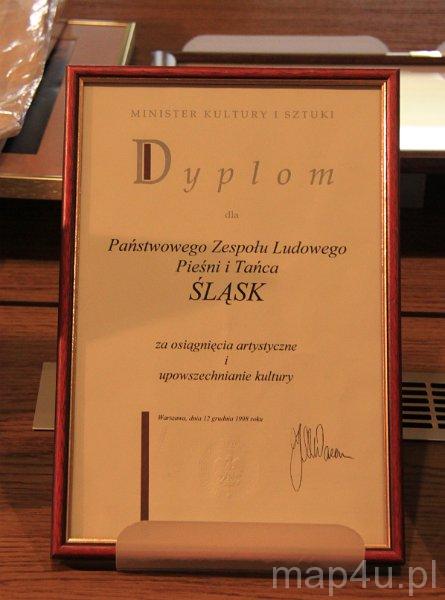 MINISTER KULTURY I SZTUKI
Dyplom
dla
Państwowego Zespołu Ludowego
Pieśni i Tańca
ŚLĄSK
za osiągnięcia artystyczne
i
upowszechnianie kultury
Warszawa, dnia 12 grudnia 1998 roku
map4u.pl